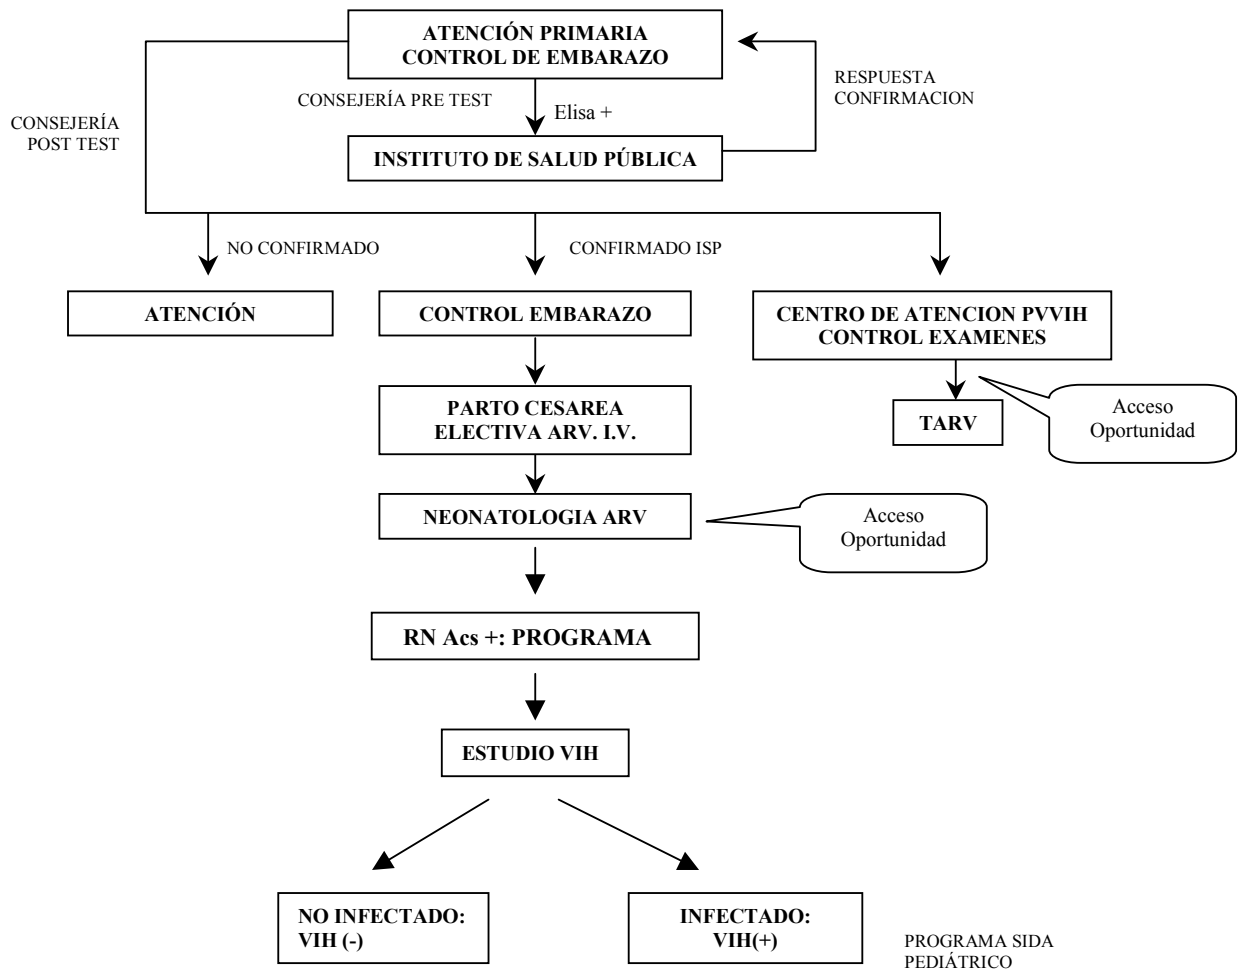 ATENCIÓN PRIMARIA
CONTROL DE EMBARAZO
RESPUESTA
CONFIRMACION
CONSEJERÍA PRE TEST
Elisa +
CONSEJERÍA
POST TEST
INSTITUTO DE SALUD PÚBLICA
NO CONFIRMADO
CONFIRMADO ISP
ATENCIÓN
CONTROL EMBARAZO
CENTRO DE ATENCION PVVIH
CONTROL EXAMENES
PARTO CESAREA
ELECTIVA ARV. I.V.
TARV
Acceso
Oportunidad
NEONATOLOGIA ARV
Acceso
Oportunidad
RN Acs +: PROGRAMA
ESTUDIO VIH
NO INFECTADO:
VIH (-)
INFECTADO:
VIH(+)
PROGRAMA SIDA
PEDIÁTRICO